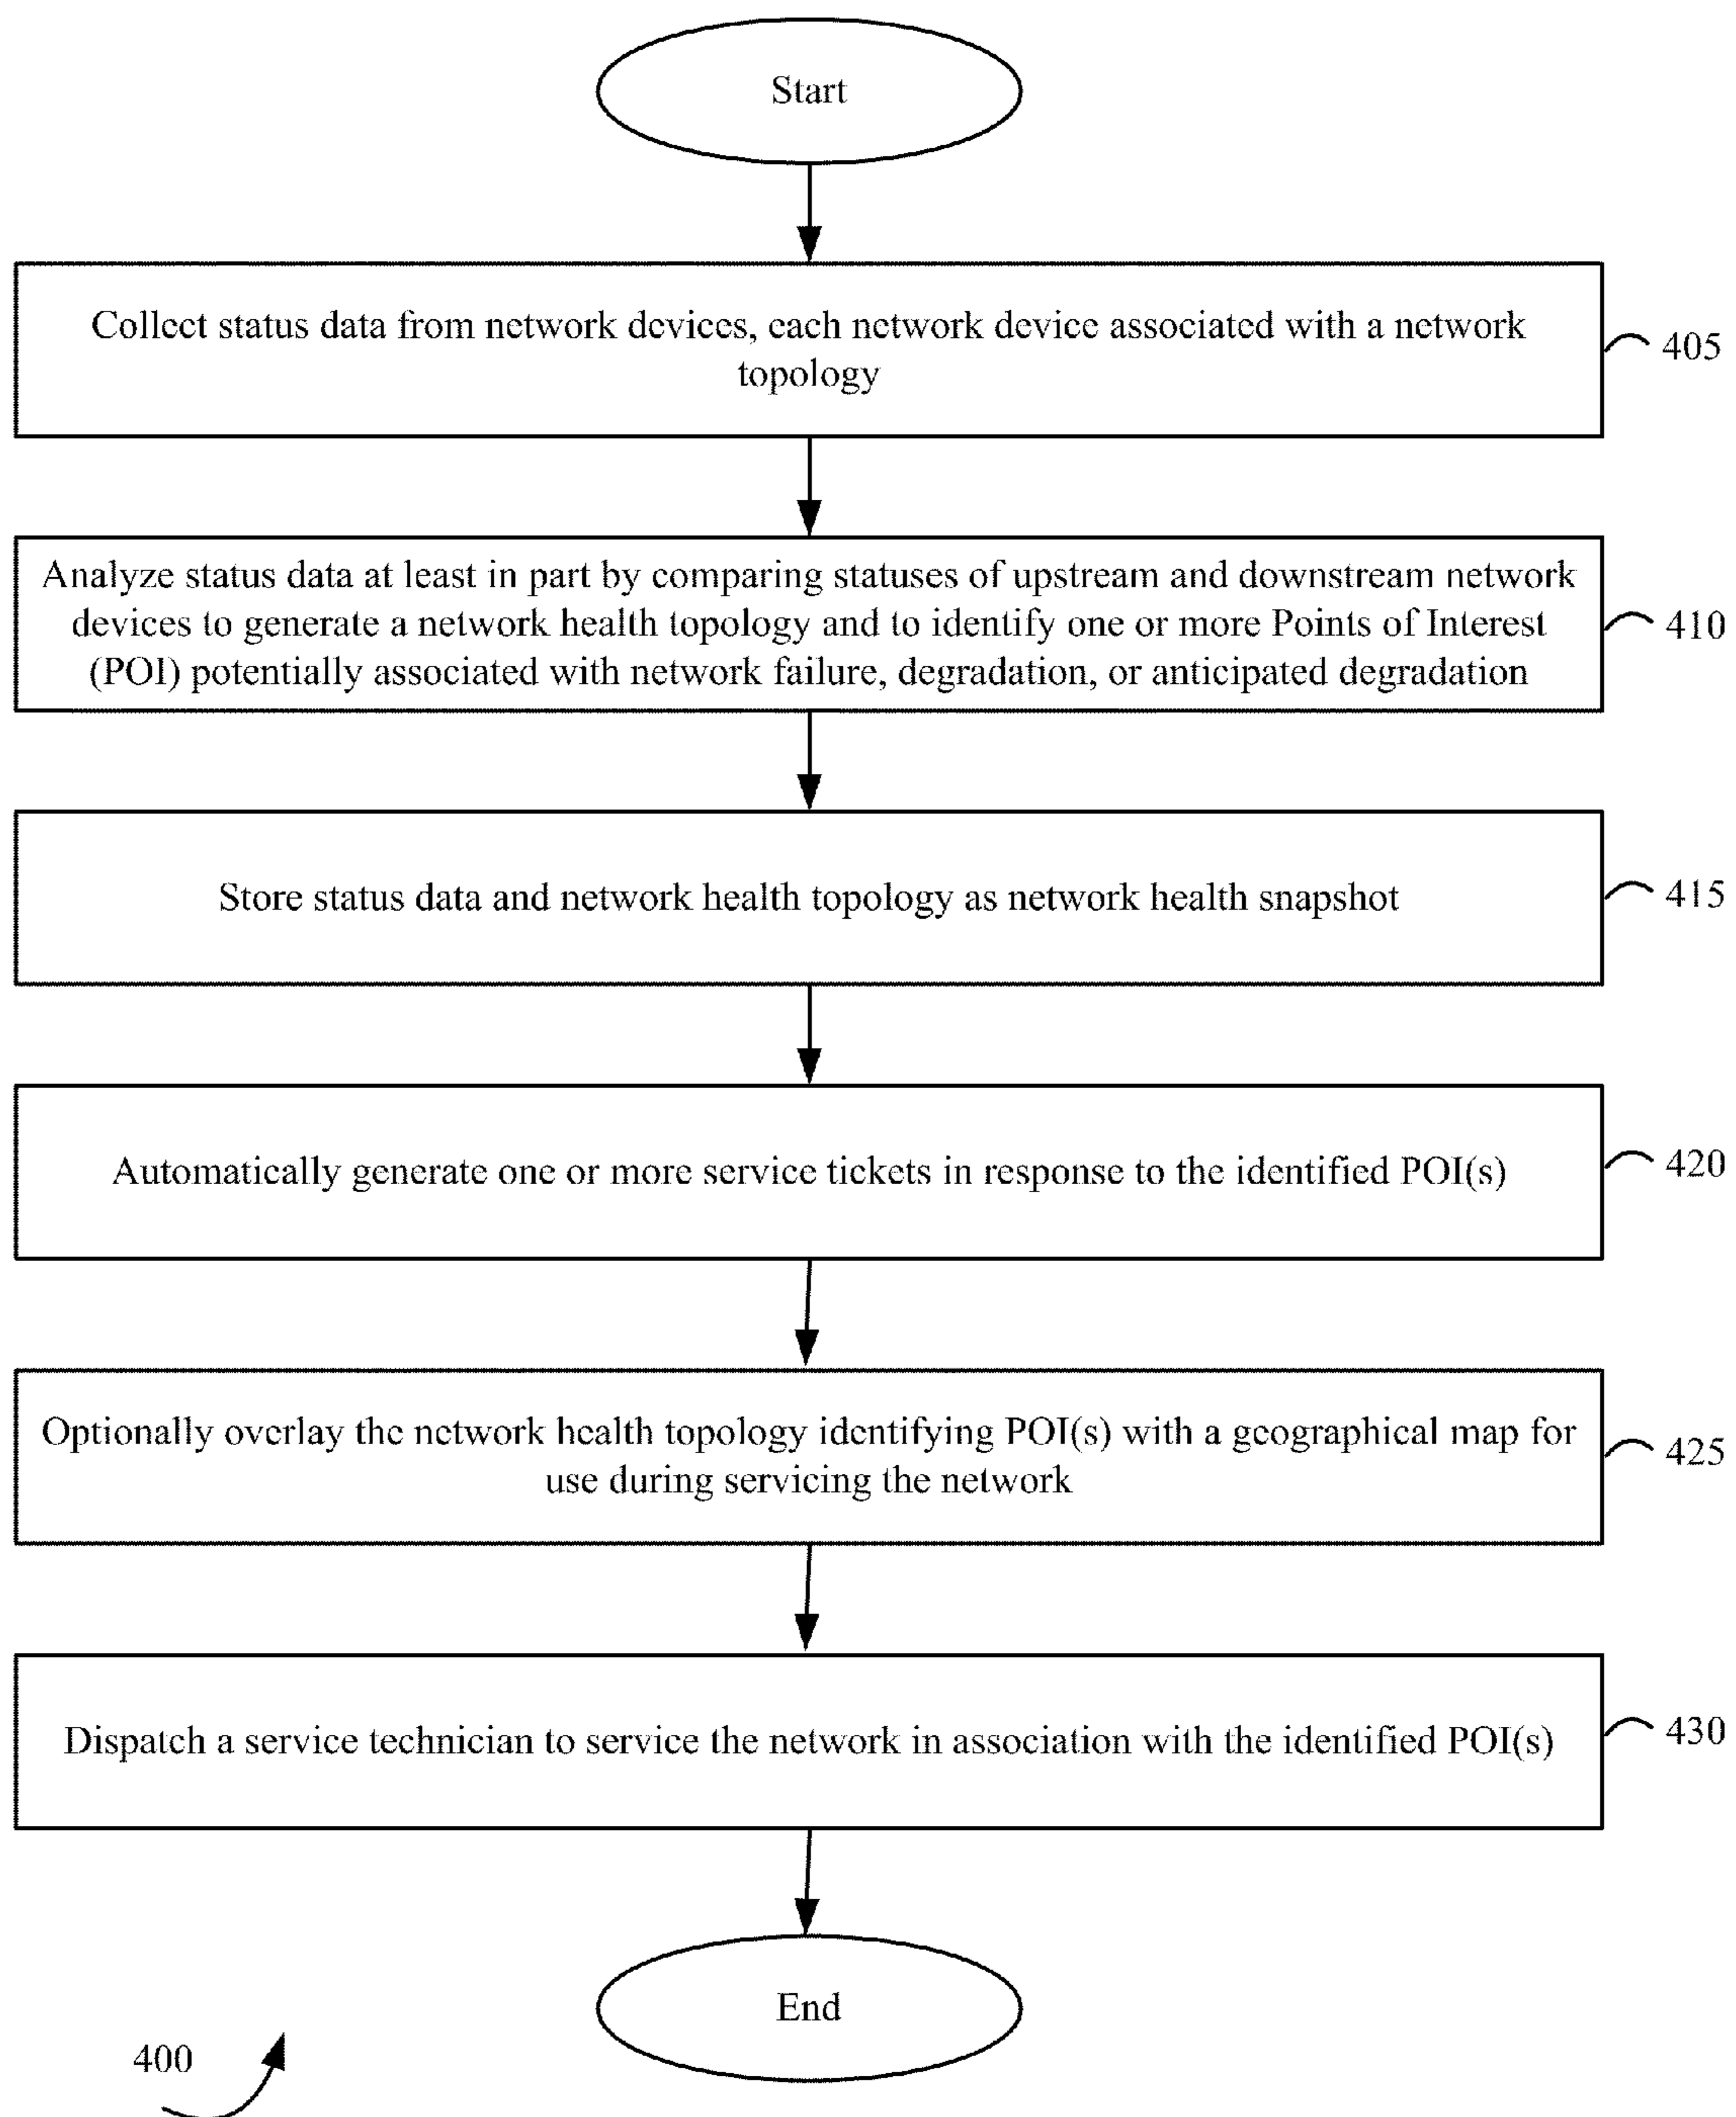 Start
Collect status data from network devices, each network device associated with a network
topology
405
Analyze status data at least in part by comparing statuses of upstream and downstream network
devices to generate a network health topology and to identify one or more Points of Interest
(POI) potentially associated with network failure, degradation, or anticipated degradation
410
Store status data and network health topology as network health snapshot
415
Automatically generate one or more service tickets in response to the identified POI(s)
420
Optionally overlay the network health topology identifying POI(s) with a geographical map for
use during servicing the network
425
Dispatch a service technician to service the network in association with the identified POI(s)
430
End
400